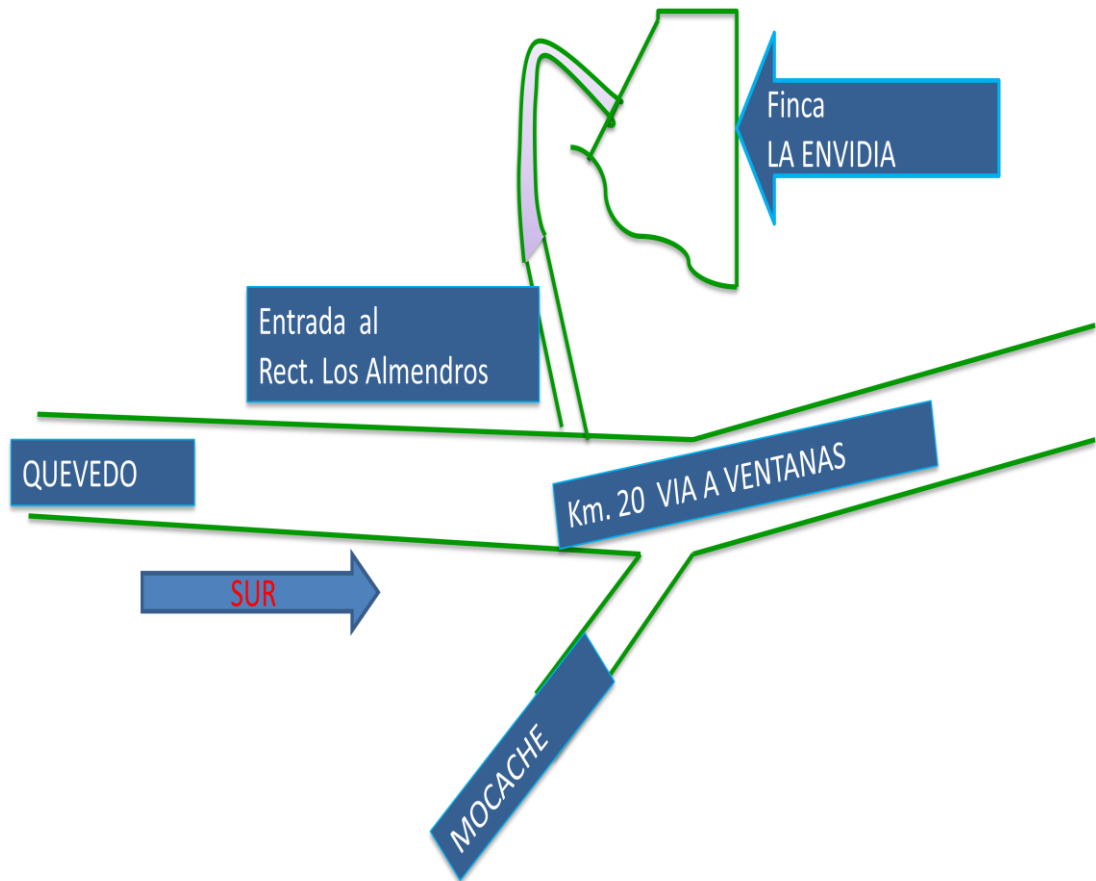 Finca
LA ENVIDIA
Entrada al
Rect. Los Almendros
QUEVEDO
Km. 20 VIA A VENTANAS
SUR
MOCACHE